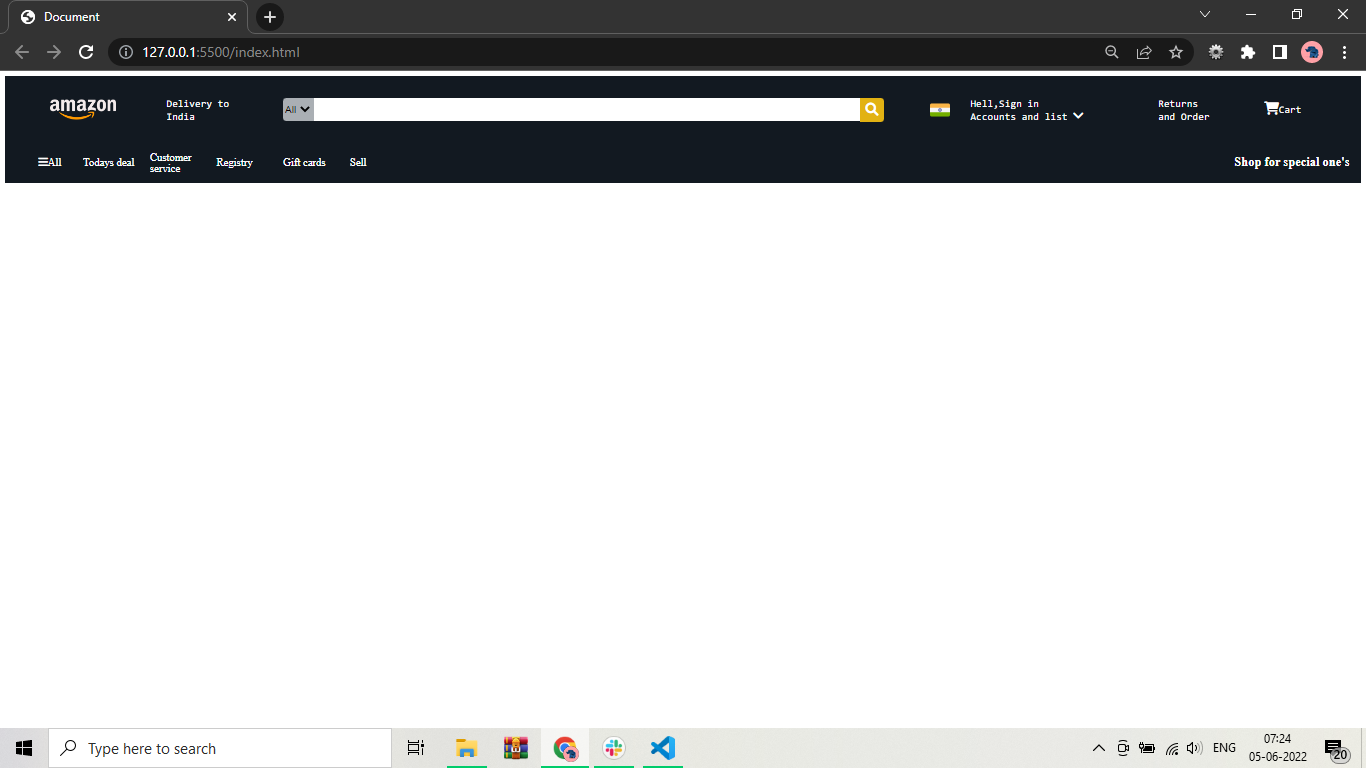 Document
127.0.0.1:5500/index.html
amazon
Delivery to
India
All
Hell,Sign in
Accounts and list
Returns
and Order
Cart
All
Todays deal
Customer
service
Registry
Gift cards
Sell
Shop for special one's
Type here to search
ENG
07:24
05-06-2022
20